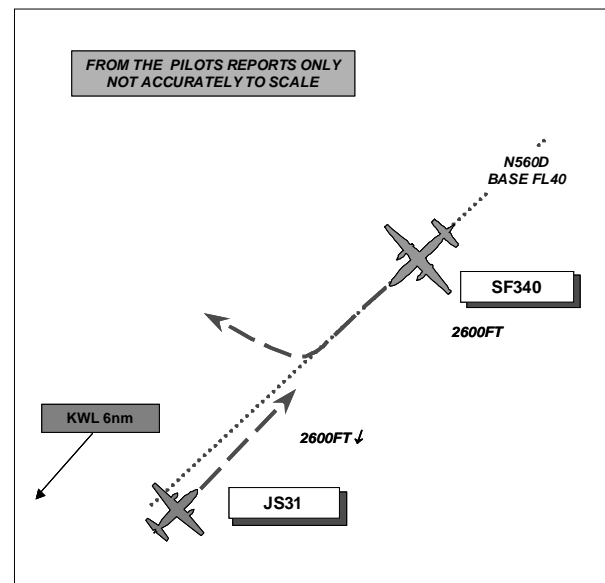 FROM THE PILOTS REPORTS ONLY
NOT ACCURATELY TO SCALE
N560D
BASE FL40
SF340
2600FT
KWL 6nm
2600FT↓
JS31